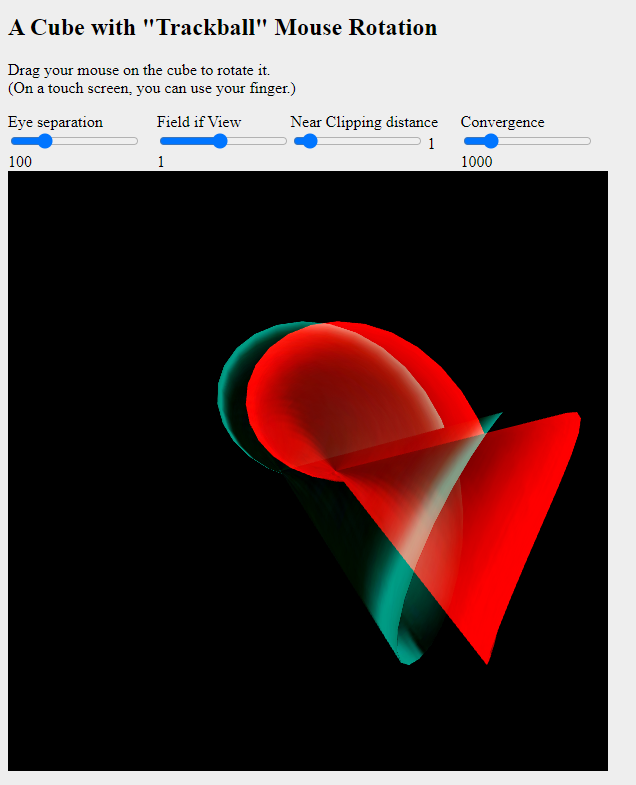 A Cube with "Trackball" Mouse Rotation
Drag your mouse on the cube to rotate it.
(On a touch screen, you can use your finger.)
Eye separation Field if View Near Clipping distance Convergence
1
100 1 1000